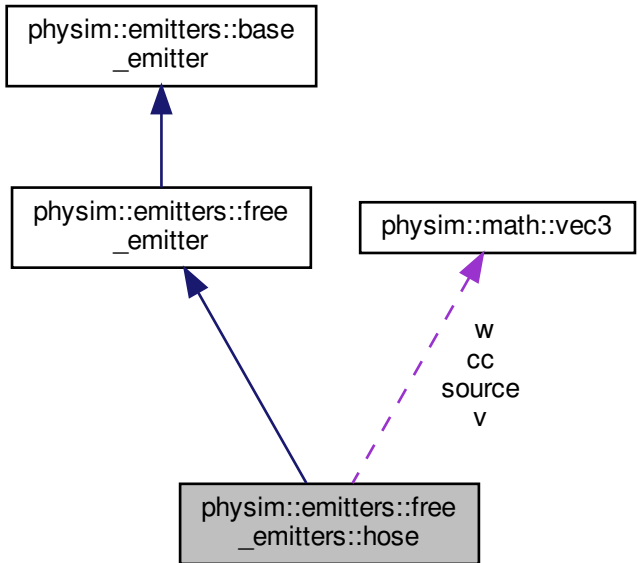 physim::emitters::base
_emitter
physim::emitters::free
_emitter
physim::math::vec3
w
cc
source
v
physim::emitters::free
_emitters::hose